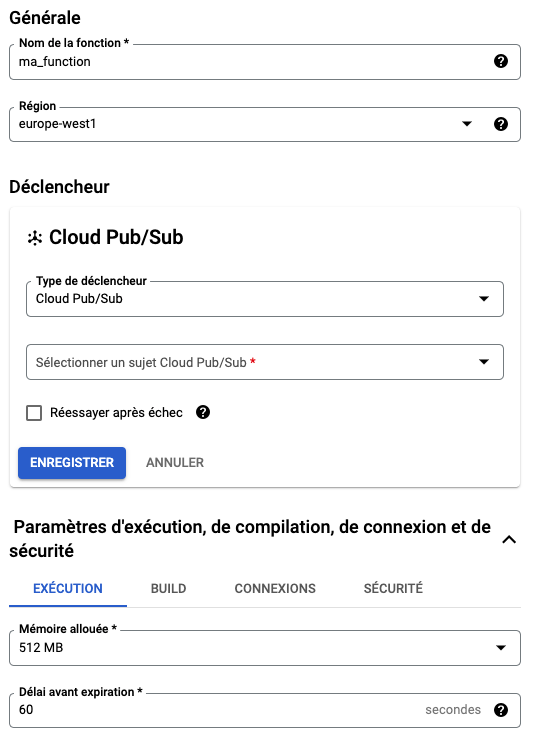 Générale
Nom de la fonction *
ma_function
Région
europe-west1
Déclencheur
Cloud Pub/Sub
Type de déclencheur
Cloud Pub/Sub
Sélectionner un sujet Cloud Pub/Sub *
Réessayer après échec
ENREGISTRER ANNULER
Paramètres d'exécution, de compilation, de connexion et de
sécurité
EXÉCUTION BUILD CONNEXIONS SÉCURITÉ
Mémoire allouée *
512 MB
Délai avant expiration *
60 secondes